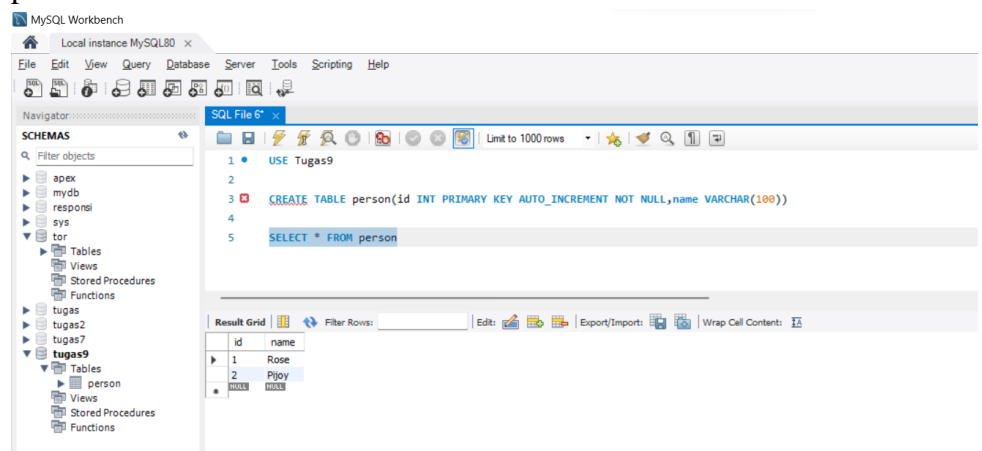 MySQL Workbench
Local instance MySQL80 ×
File Edit View Query Database Server Tools Scripting Help
Navigator
SCHEMAS
Filter objects
apex
mydb
responsi
sys
tor
Tables
Views
Stored Procedures
Functions
tugas
tugas2
tugas7
tugas9
Tables
person
Views
Stored Procedures
Functions
SQL File 6* ×
Limit to 1000 rows
1 USE Tugas9
2
3 CREATE TABLE person(id INT PRIMARY KEY AUTO_INCREMENT NOT NULL,name VARCHAR(100))
4
5 SELECT * FROM person
Result Grid Filter Rows: Edit: Export/Import: Wrap Cell Content: IA
id name
1 Rose
2 Pijoy
NULL NULL